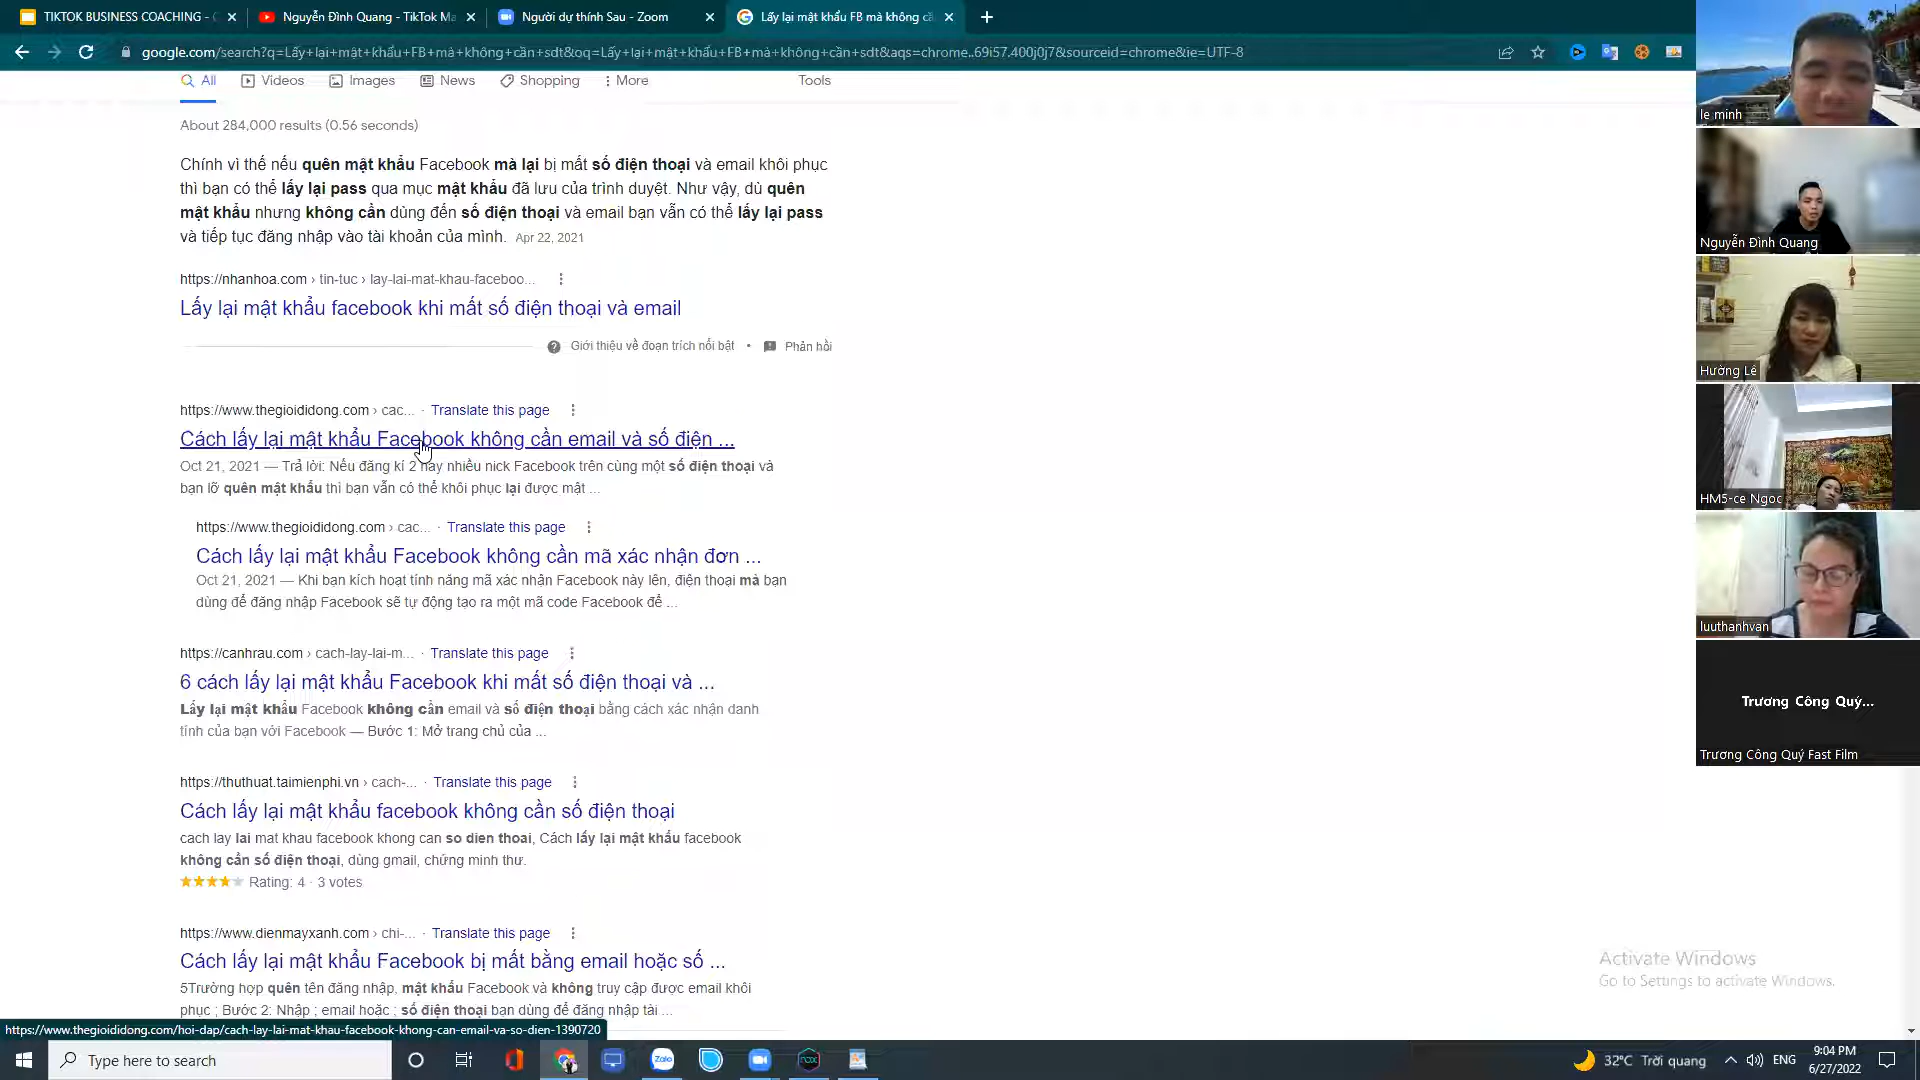 TIKTOK BUSINESS COACHING -
Nguyễn Đình Quang - TikTok Ma
Người dự thính Sau - Zoom
Lấy lại mật khẩu FB mà không cầ
google.com/search?q=Lấy+lại+mật+khẩu+FB+mà+không+cần+sdt&oq=Lấy+lại+mật+khẩu+FB+mà+không+cần+sdt&aqs=chrome..69i57.400j0j7&sourceid=chrome&ie=UTF-8
All
Videos
Images
News
Shopping
More
Tools
About 284,000 results (0.56 seconds)
Chính vì thế nếu quên mật khẩu Facebook mà lại bị mất số điện thoại và email khôi phục
thì bạn có thể lấy lại pass qua mục mật khẩu đã lưu của trình duyệt. Như vậy, dù quên
mật khẩu nhưng không cần dùng đến số điện thoại và email bạn vẫn có thể lấy lại pass
và tiếp tục đăng nhập vào tài khoản của mình. Apr 22, 2021
https://nhanhoa.com › tin-tuc › lay-lai-mat-khau-faceboo...
Lấy lại mật khẩu facebook khi mất số điện thoại và email
Giới thiệu về đoạn trích nổi bật • Phản hồi
https://www.thegioididong.com › cac... · Translate this page
Cách lấy lại mật khẩu Facebook không cần email và số điện ...
Oct 21, 2021 — Trả lời: Nếu đăng kí 2 hay nhiều nick Facebook trên cùng một số điện thoại và
bạn lỡ quên mật khẩu thì bạn vẫn có thể khôi phục lại được mật ...
https://www.thegioididong.com › cac... · Translate this page
Cách lấy lại mật khẩu Facebook không cần mã xác nhận đơn ...
Oct 21, 2021 — Khi bạn kích hoạt tính năng mã xác nhận Facebook này lên, điện thoại mà bạn
dùng để đăng nhập Facebook sẽ tự động tạo ra một mã code Facebook để ...
https://canhrau.com › cach-lay-lai-m... · Translate this page
6 cách lấy lại mật khẩu Facebook khi mất số điện thoại và ...
Lấy lại mật khẩu Facebook không cần email và số điện thoại bằng cách xác nhận danh
tính của bạn với Facebook — Bước 1: Mở trang chủ của ...
https://thuthuat.taimienphi.vn › cach-... · Translate this page
Cách lấy lại mật khẩu facebook không cần số điện thoại
cach lay lai mat khau facebook khong can so dien thoai, Cách lấy lại mật khẩu facebook
không cần số điện thoại, dùng gmail, chứng minh thư.
Rating: 4 · 3 votes
https://www.dienmayxanh.com › chi-... · Translate this page
Cách lấy lại mật khẩu Facebook bị mất bằng email hoặc số ...
5Trường hợp quên tên đăng nhập, mật khẩu Facebook và không truy cập được email khôi
phục ; Bước 2: Nhập ; email hoặc ; số điện thoại bạn dùng để đăng nhập tài ...
https://www.thegioididong.com/hoi-dap/cach-lay-lai-mat-khau-facebook-khong-can-email-va-so-dien-1390720
le minh
Nguyễn Đình Quang
Hường Lê
HM5-ce Ngoc
luuthanhvan
Trương Công Quý...
Trương Công Quý Fast Film
Activate Windows
Go to Settings to activate Windows.
Type here to search
Zalo
nox
32°C Trời quang
ENG
9:04 PM
6/27/2022